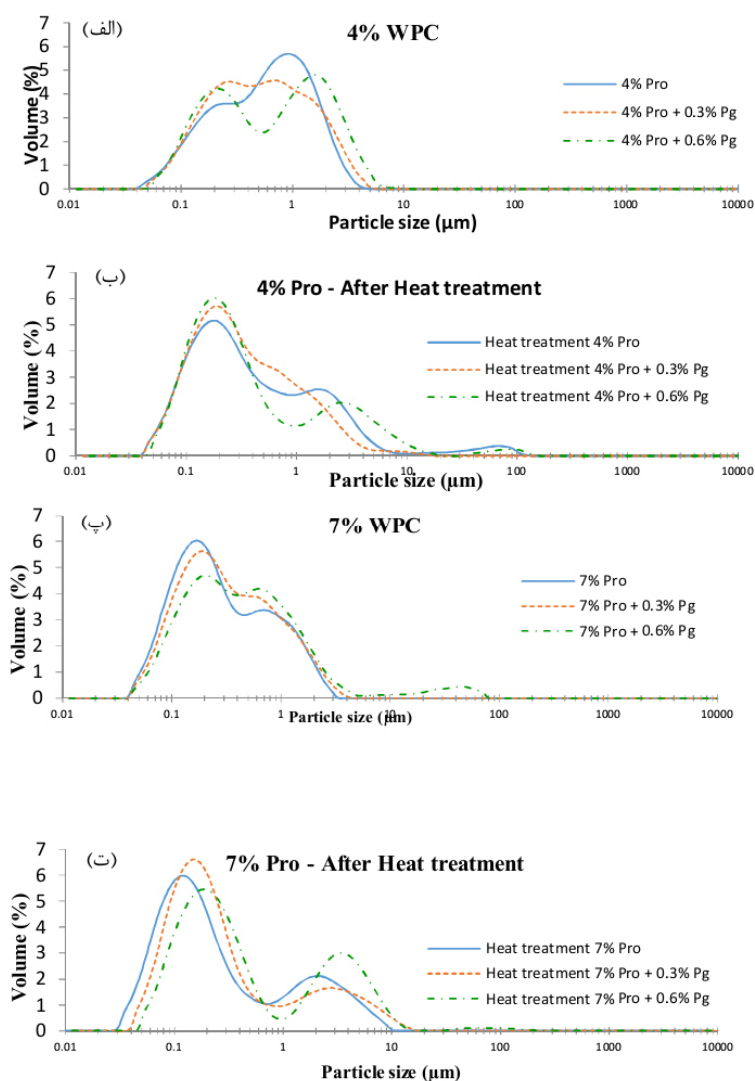 (الف)
4% WPC
7
6
5
4
3
2
1
0
Volume (%)
4% Pro
4% Pro + 0.3% Pg
4% Pro + 0.6% Pg
0.01 0.1 1 10 100 1000 10000
Particle size (µm)
(ب)
4% Pro - After Heat treatment
7
6
5
4
3
2
1
0
Volume (%)
Heat treatment 4% Pro
Heat treatment 4% Pro + 0.3% Pg
Heat treatment 4% Pro + 0.6% Pg
0.01 0.1 1 10 100 1000 10000
Particle size (µm)
(پ)
7% WPC
7
6
5
4
3
2
1
0
Volume (%)
7% Pro
7% Pro + 0.3% Pg
7% Pro + 0.6% Pg
0.01 0.1 1 10 100 1000 10000
Particle size (µm)
(ت)
7% Pro - After Heat treatment
7
6
5
4
3
2
1
0
Volume (%)
Heat treatment 7% Pro
Heat treatment 7% Pro + 0.3% Pg
Heat treatment 7% Pro + 0.6% Pg
0.01 0.1 1 10 100 1000 10000
Particle size (µm)